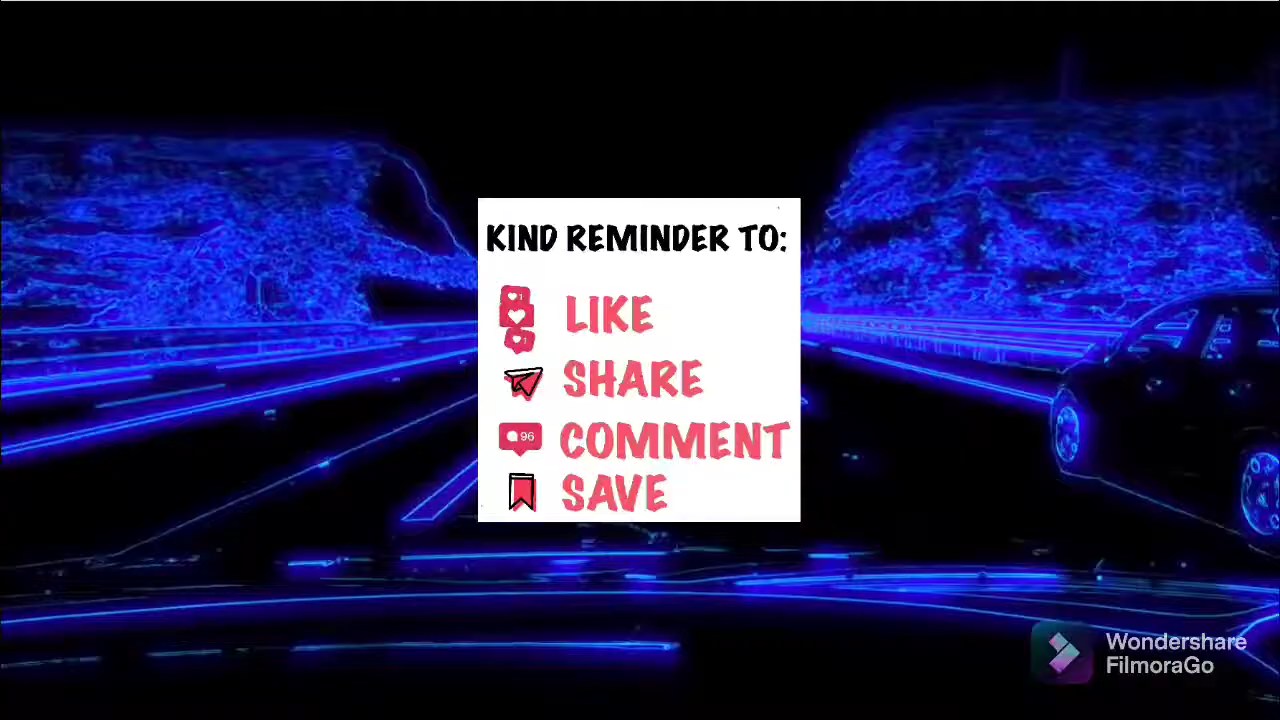 KIND REMINDER TO:
LIKE
SHARE
96 COMMENT
SAVE
Wondershare
FilmoraGo